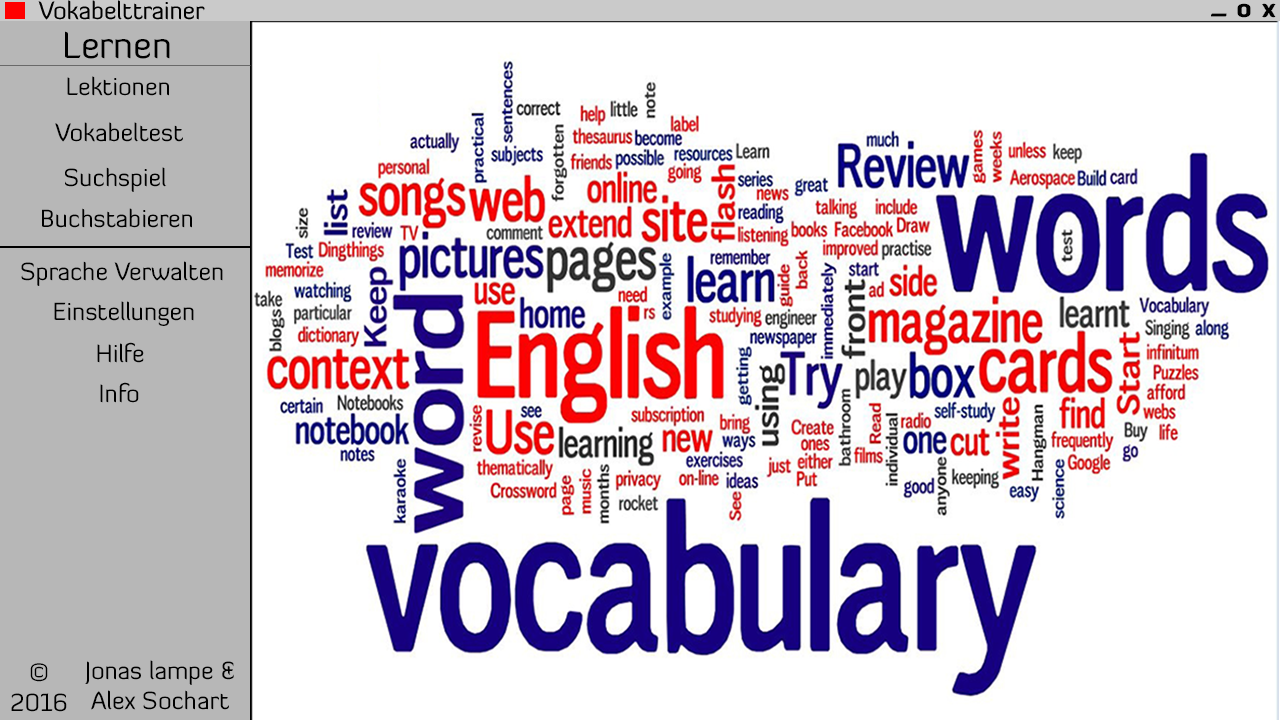 Vokabelttrainer
_ O X
Lernen
Lektionen
Vokabeltest
Suchspiel
Buchstabieren
Sprache Verwalten
Einstellungen
Hilfe
Info
© Jonas lampe &
2016 Alex Sochart
sentences
correct
help
little
note
label
actually
practical
subjects
forgotten
thesaurus
become
friends
possible
resources
Learn
going
personal
much
Review
games
weeks
unless
keep
Aerospace
Build
card
size
list
songs
web
online
extend
site
flash
series
news
great
reading
talking
include
listening
books
Facebook
Draw
words
test
review
TV
comment
Test
Dingthings
memorize
pictures
pages
example
remember
learn
guide
back
improved
practise
immediately
start
ad
side
take
watching
Keep
word
use
home
need
rs
studying
engineer
front
magazine
learnt
Vocabulary
blogs
particular
dictionary
English
newspaper
Singing
along
context
getting
using
Try
play
box
cards
Start
infinitum
Puzzles
afford
certain
Notebooks
revise
see
subscription
bring
Create
bathroom
Read
radio
self-study
write
Hangman
find
webs
notebook
Use
learning
new
ways
ones
individual
one
cut
frequently
Buy
life
notes
exercises
just
either
films
Google
go
karaoke
thematically
Crossword
page
music
months
privacy
on-line
ideas
Put
good
anyone
keeping
easy
science
rocket
See
vocabulary